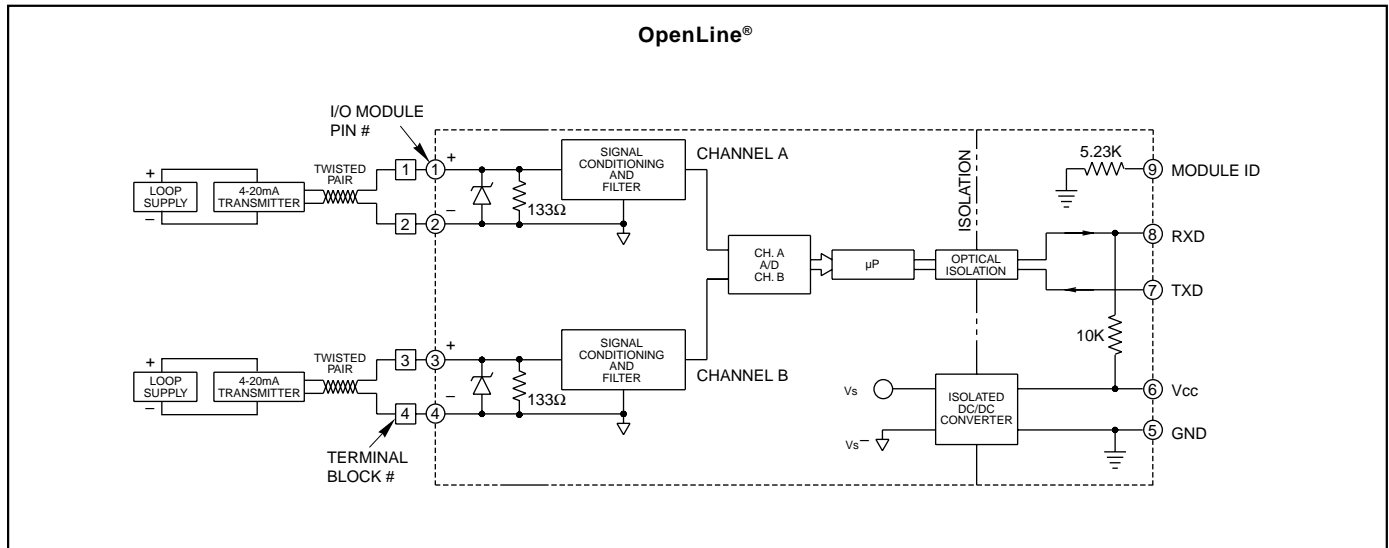 OpenLine®
I/O MODULE
PIN #
TWISTED
PAIR
+
LOOP
SUPPLY
–
4-20mA
TRANSMITTER
1
2
1
2
+
–
133Ω
SIGNAL
CONDITIONING
AND
FILTER
CHANNEL A
TWISTED
PAIR
+
LOOP
SUPPLY
–
4-20mA
TRANSMITTER
3
4
3
4
+
–
133Ω
SIGNAL
CONDITIONING
AND
FILTER
CHANNEL B
TERMINAL
BLOCK #
CH. A
A/D
CH. B
µP
ISOLATION
OPTICAL
ISOLATION
5.23K
9 MODULE ID
8 RXD
7 TXD
10K
Vs
Vs–
ISOLATED
DC/DC
CONVERTER
6 Vcc
5 GND